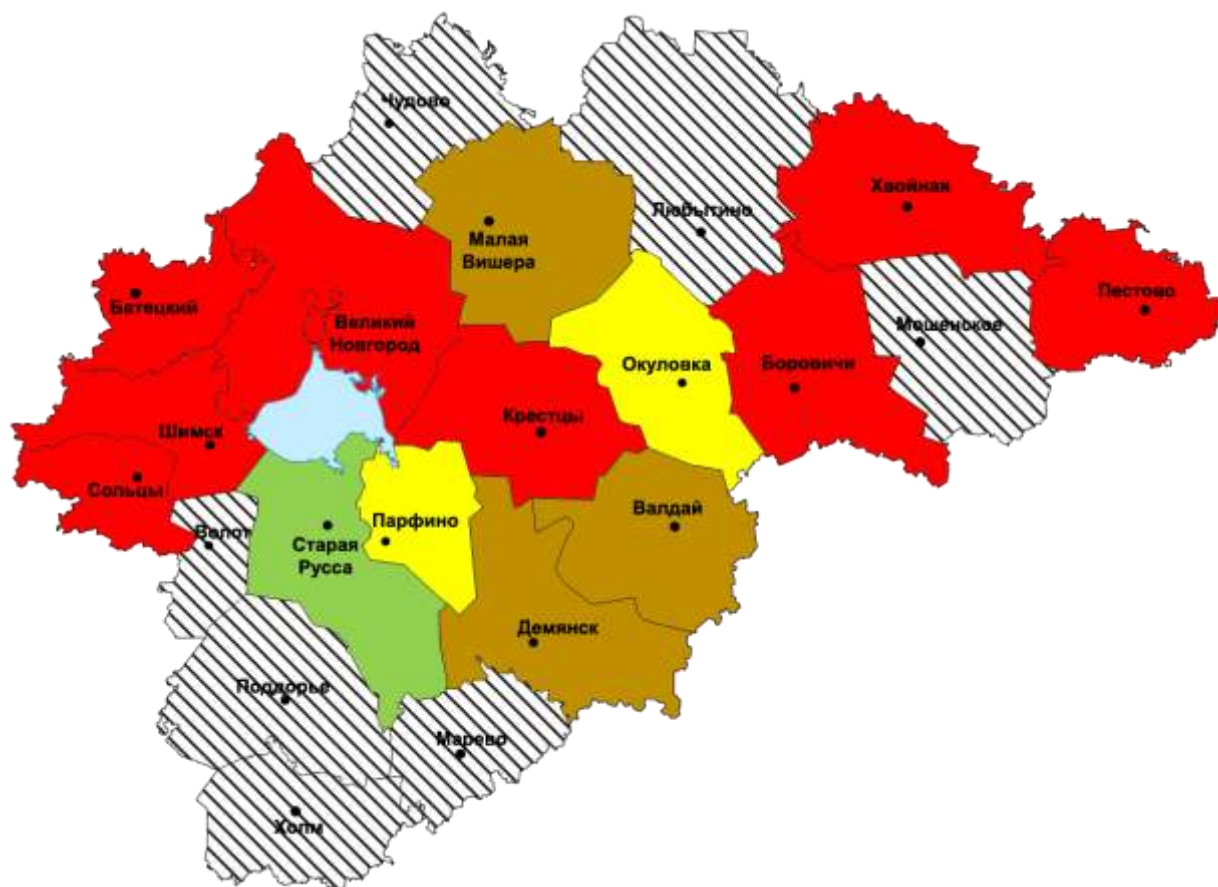 Чудово
Хвойная
Любытино
Малая
Вишера
Батецкий
Пестово
Великий
Новгород
Мошенское
Окуловка
Боровичи
Крестцы
Шимск
Сольцы
Волот
Старая
Русса
Парфино
Валдай
Демянск
Поддорье
Марево
Холм